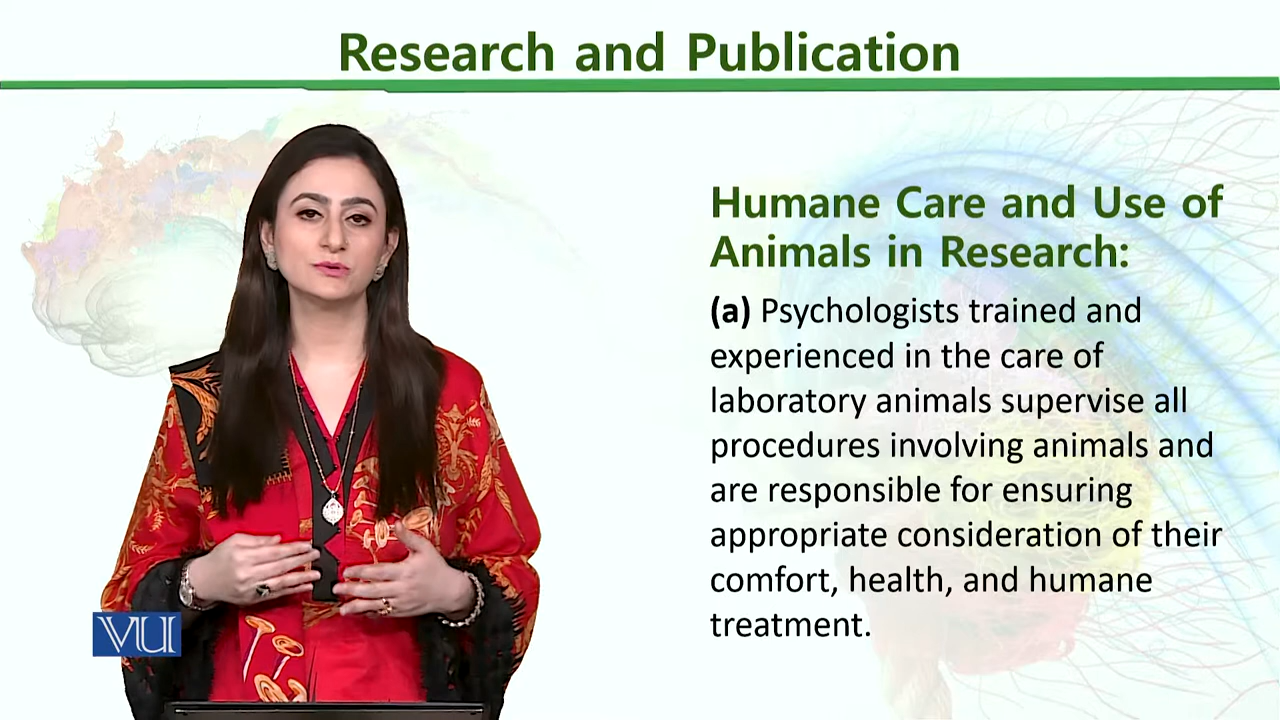 Research and Publication
Humane Care and Use of
Animals in Research:
(a) Psychologists trained and
experienced in the care of
laboratory animals supervise all
procedures involving animals and
are responsible for ensuring
appropriate consideration of their
comfort, health, and humane
treatment.
VU